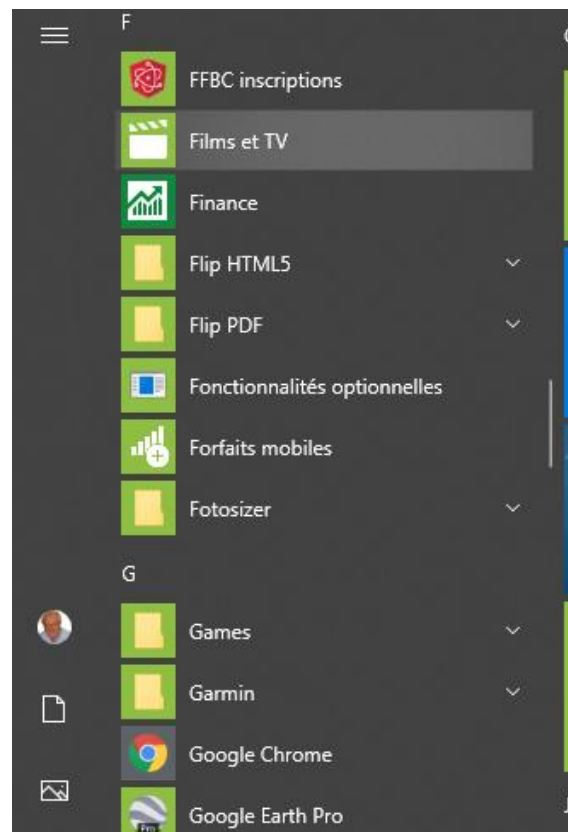 F
FFBC inscriptions
Films et TV
Finance
Flip HTML5
Flip PDF
Fonctionnalités optionnelles
Forfaits mobiles
Fotosizer
G
Games
Garmin
Google Chrome
Google Earth Pro
Pro